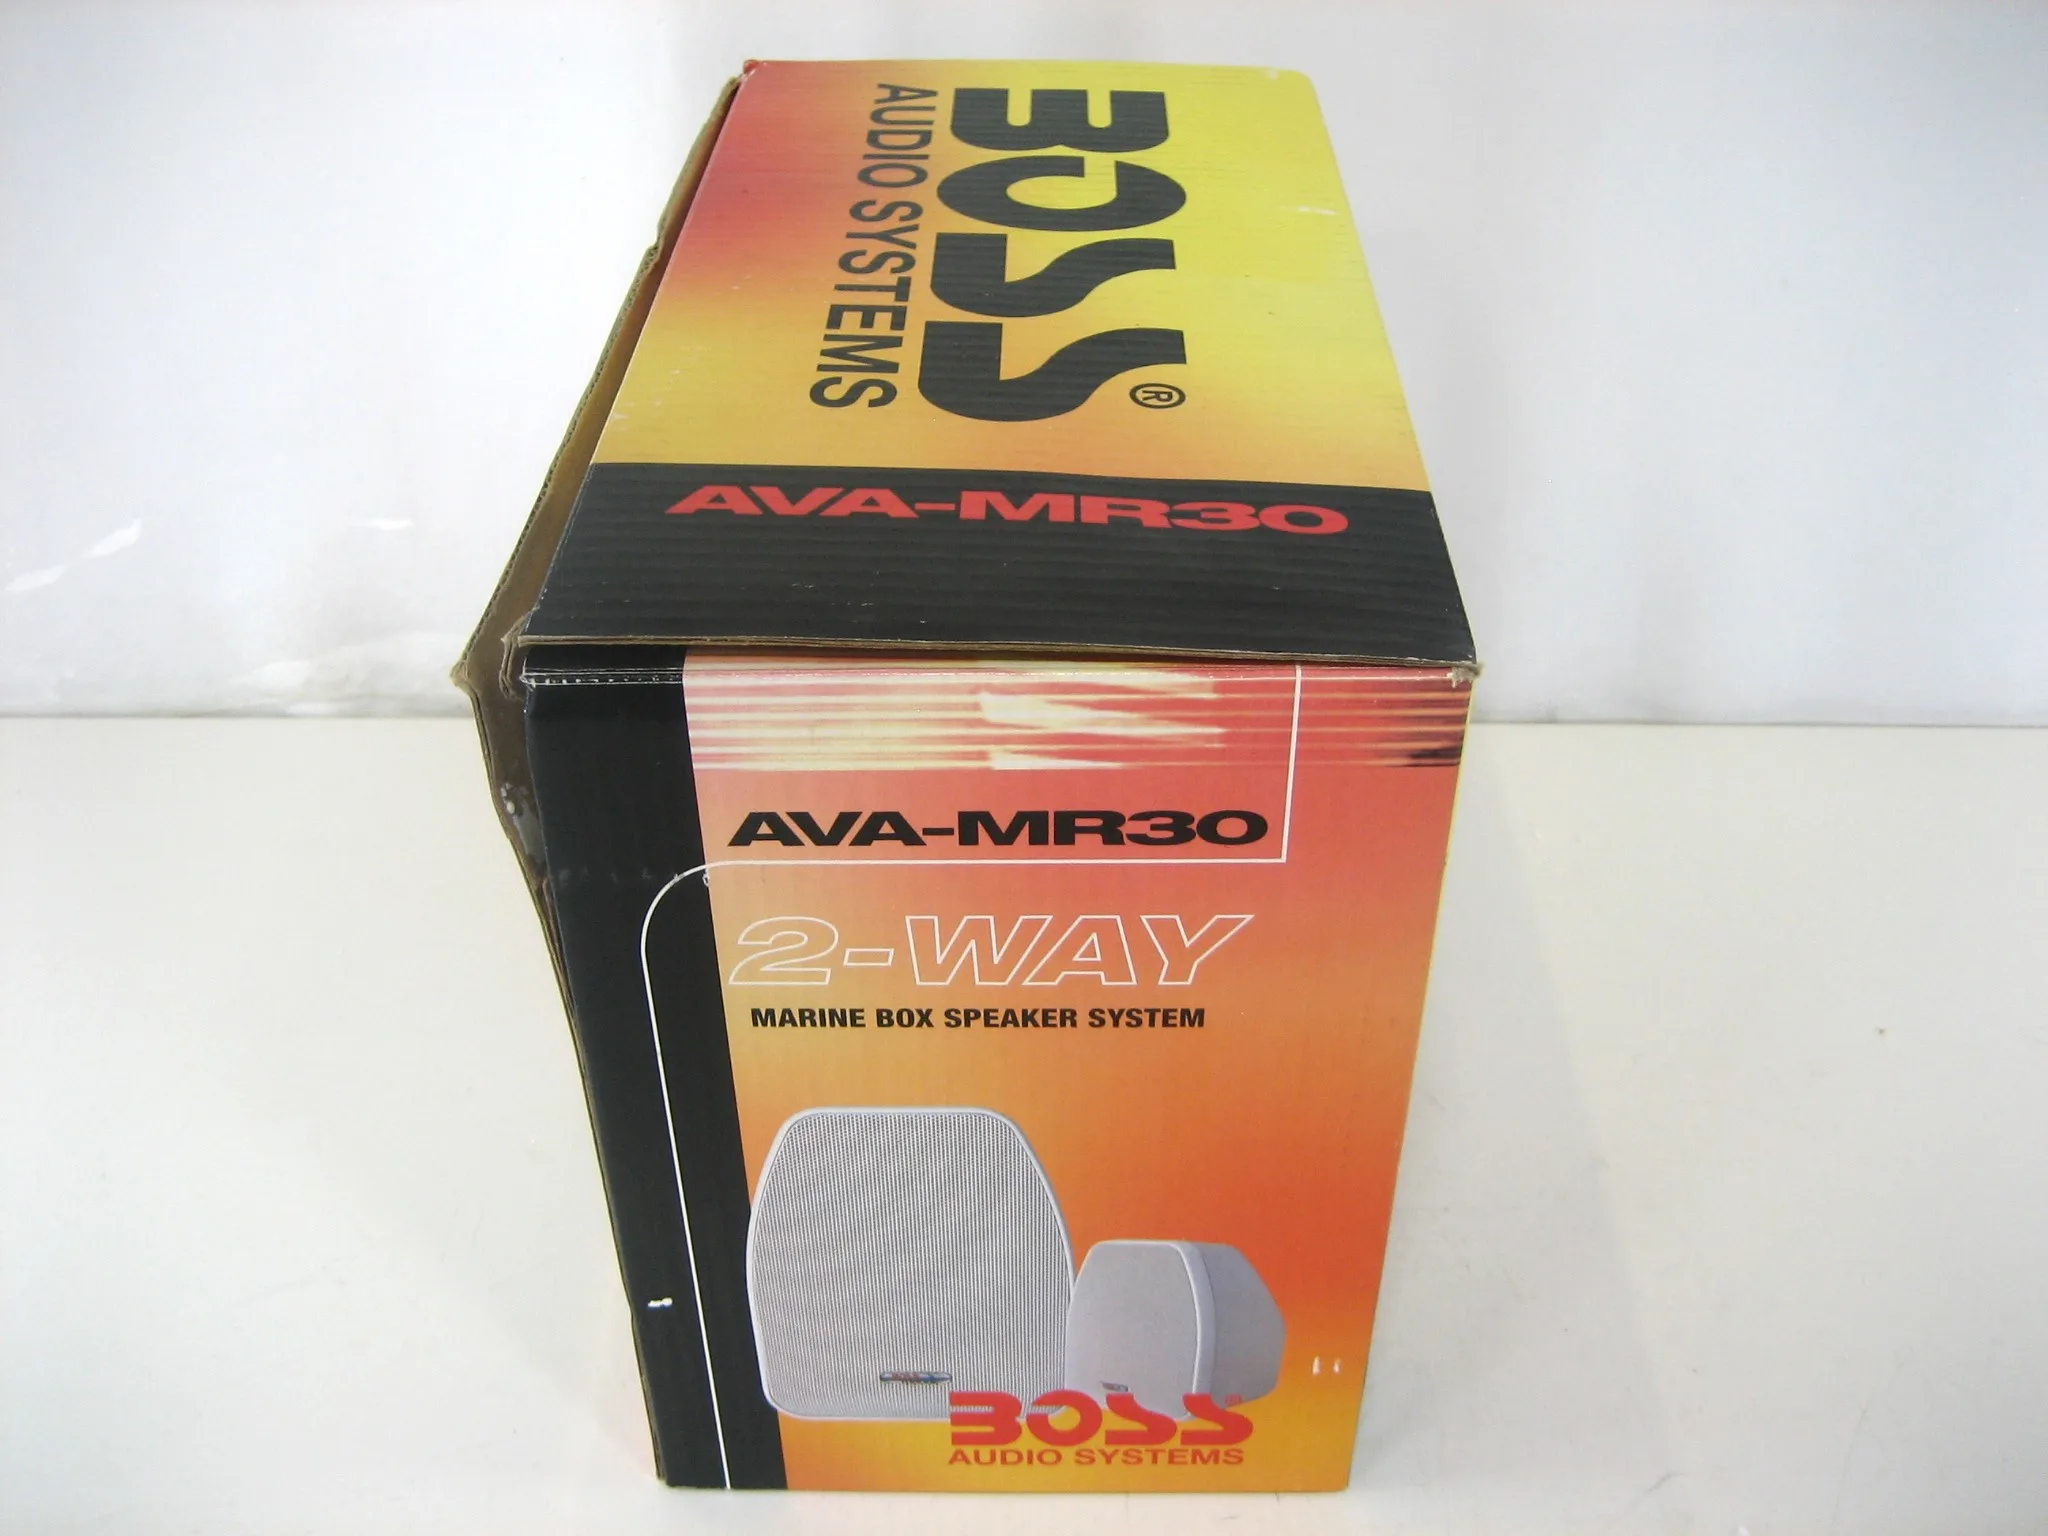 BOSS®
AUDIO SYSTEMS
AVA-MR30
AVA-MR30
2-WAY
MARINE BOX SPEAKER SYSTEM
BOSS®
AUDIO SYSTEMS